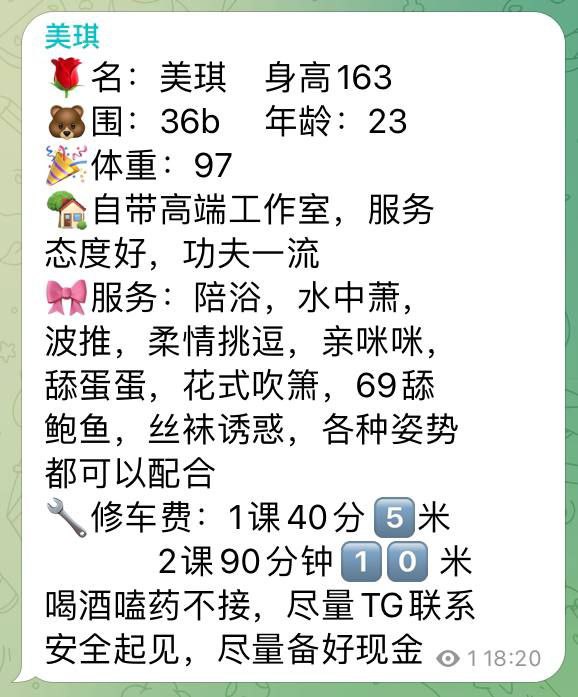 美琪
🌹名：美琪 身高163
🐻围：36b 年龄：23
🎉体重：97
🏡自带高端工作室，服务
态度好，功夫一流
🎀服务：陪浴，水中萧，
波推，柔情挑逗，亲咪咪，
舔蛋蛋，花式吹箫，69舔
鲍鱼，丝袜诱惑，各种姿势
都可以配合
🔧修车费：1课40分5️⃣米
2课90分钟1️⃣0️⃣米
喝酒嗑药不接，尽量TG联系
安全起见，尽量备好现金
1 18:20